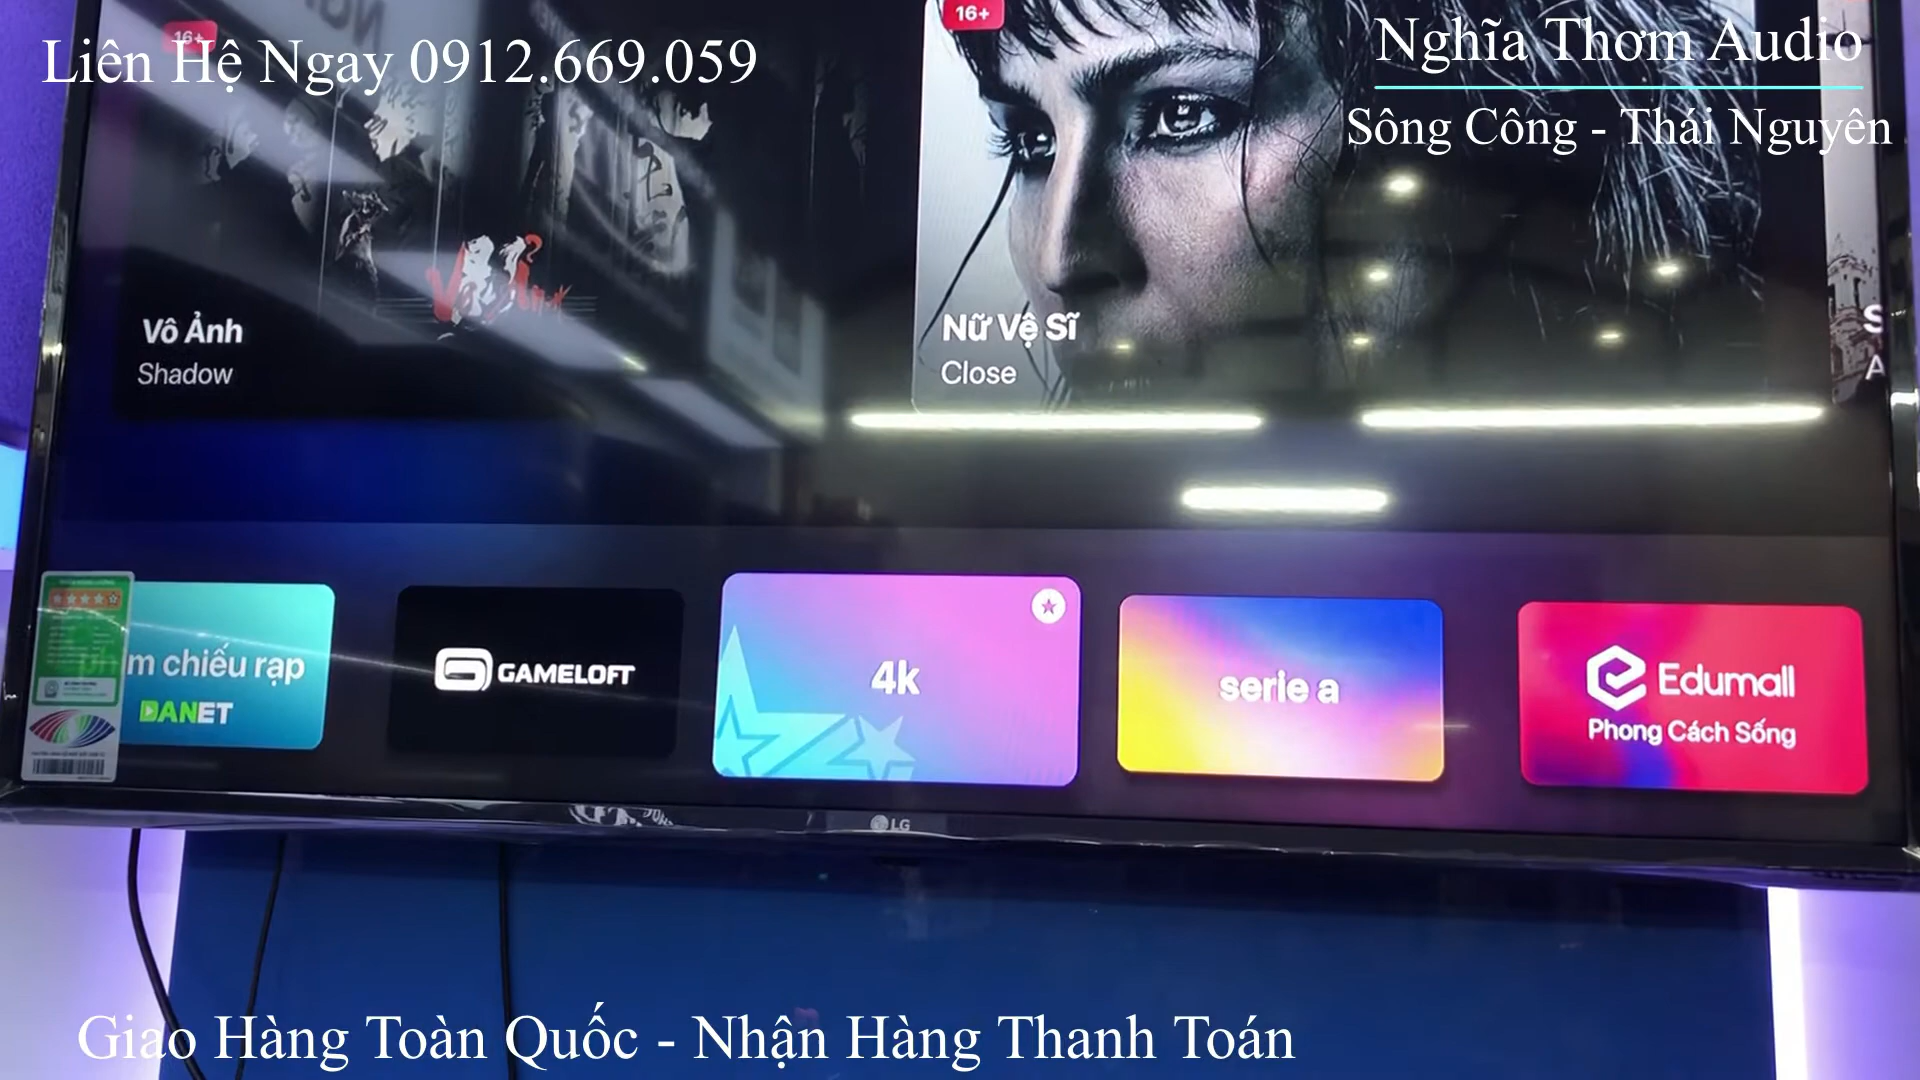 Liên Hệ Ngay 0912.669.059
Nghĩa Thơm Audio
Sông Công - Thái Nguyên
16+
16+
Vô Ảnh
Shadow
Nữ Vệ Sĩ
Close
S
A
m chiếu rạp
DANET
GAMELOFT
4k
serie a
Edumall
Phong Cách Sống
LG
Giao Hàng Toàn Quốc - Nhận Hàng Thanh Toán